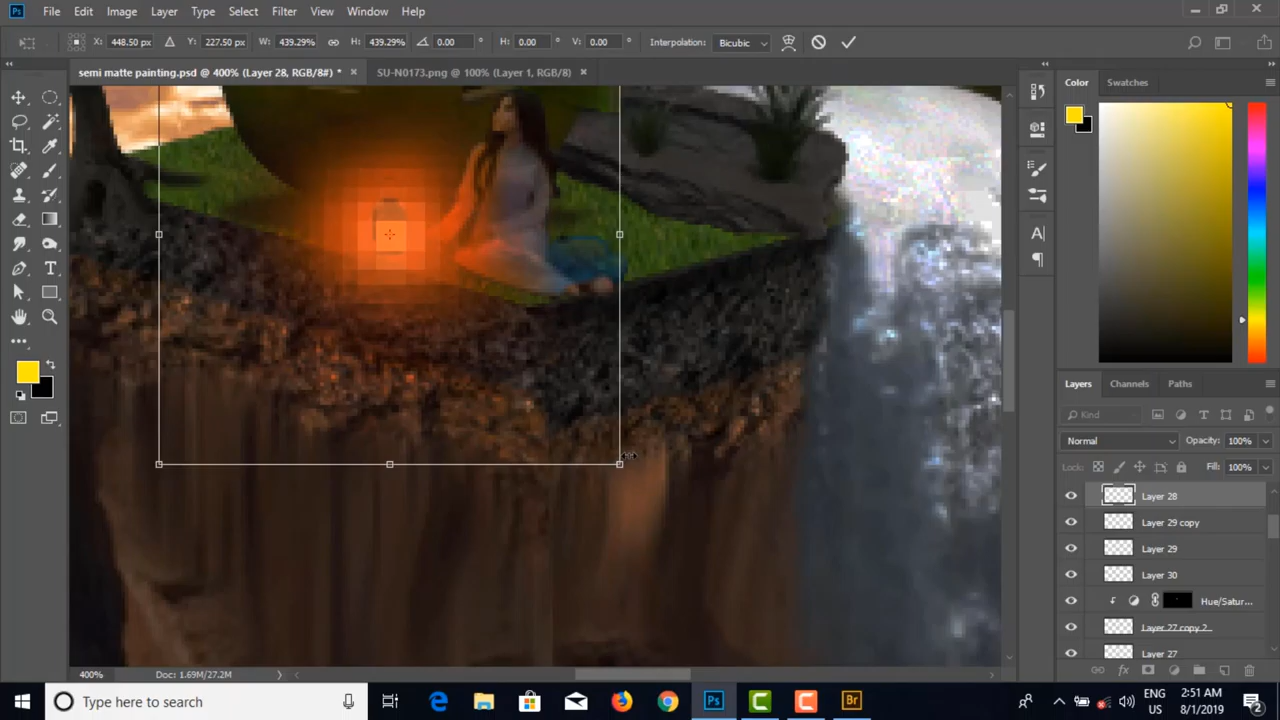 Ps File Edit Image Layer Type Select Filter View Window Help
X: 448.50 px Y: 227.50 px W: 439.29% H: 439.29% 0.00 ° H: 0.00 ° V: 0.00 ° Interpolation: Bicubic
semi matte painting.psd @ 400% (Layer 28, RGB/8#) * × SU-N0173.png @ 100% (Layer 1, RGB/8) ×
Color Swatches
Layers Channels Paths
Kind
Normal Opacity: 100%
Lock: Fill: 100%
Layer 28
Layer 29 copy
Layer 29
Layer 30
Hue/Satur...
Layer 27 copy 2
Layer 27
400% Doc: 1.69M/27.2M
Type here to search
Ps
Br
ENG
US
2:51 AM
8/1/2019
2